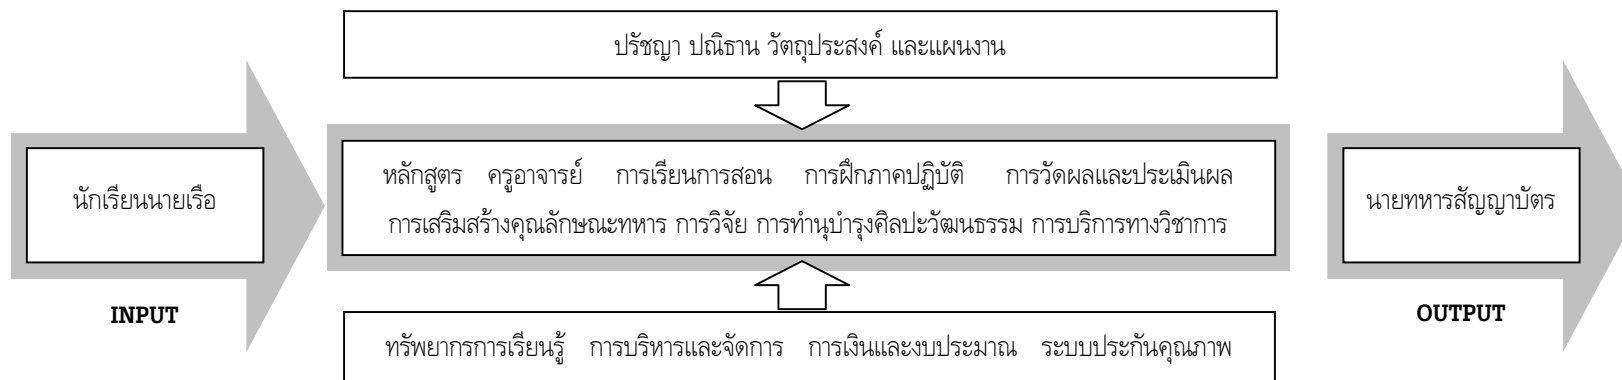 ปรัชญา ปณิธาน วัตถุประสงค์ และแผนงาน
นักเรียนนายเรือ
INPUT
หลักสูตร ครูอาจารย์ การเรียนการสอน การฝึกภาคปฏิบัติ การวัดผลและประเมินผล
การเสริมสร้างคุณลักษณะทหาร การวิจัย การทำนุบำรุงศิลปะวัฒนธรรม การบริการทางวิชาการ
นายทหารสัญญาบัตร
OUTPUT
ทรัพยากรการเรียนรู้ การบริหารและจัดการ การเงินและงบประมาณ ระบบประกันคุณภาพ